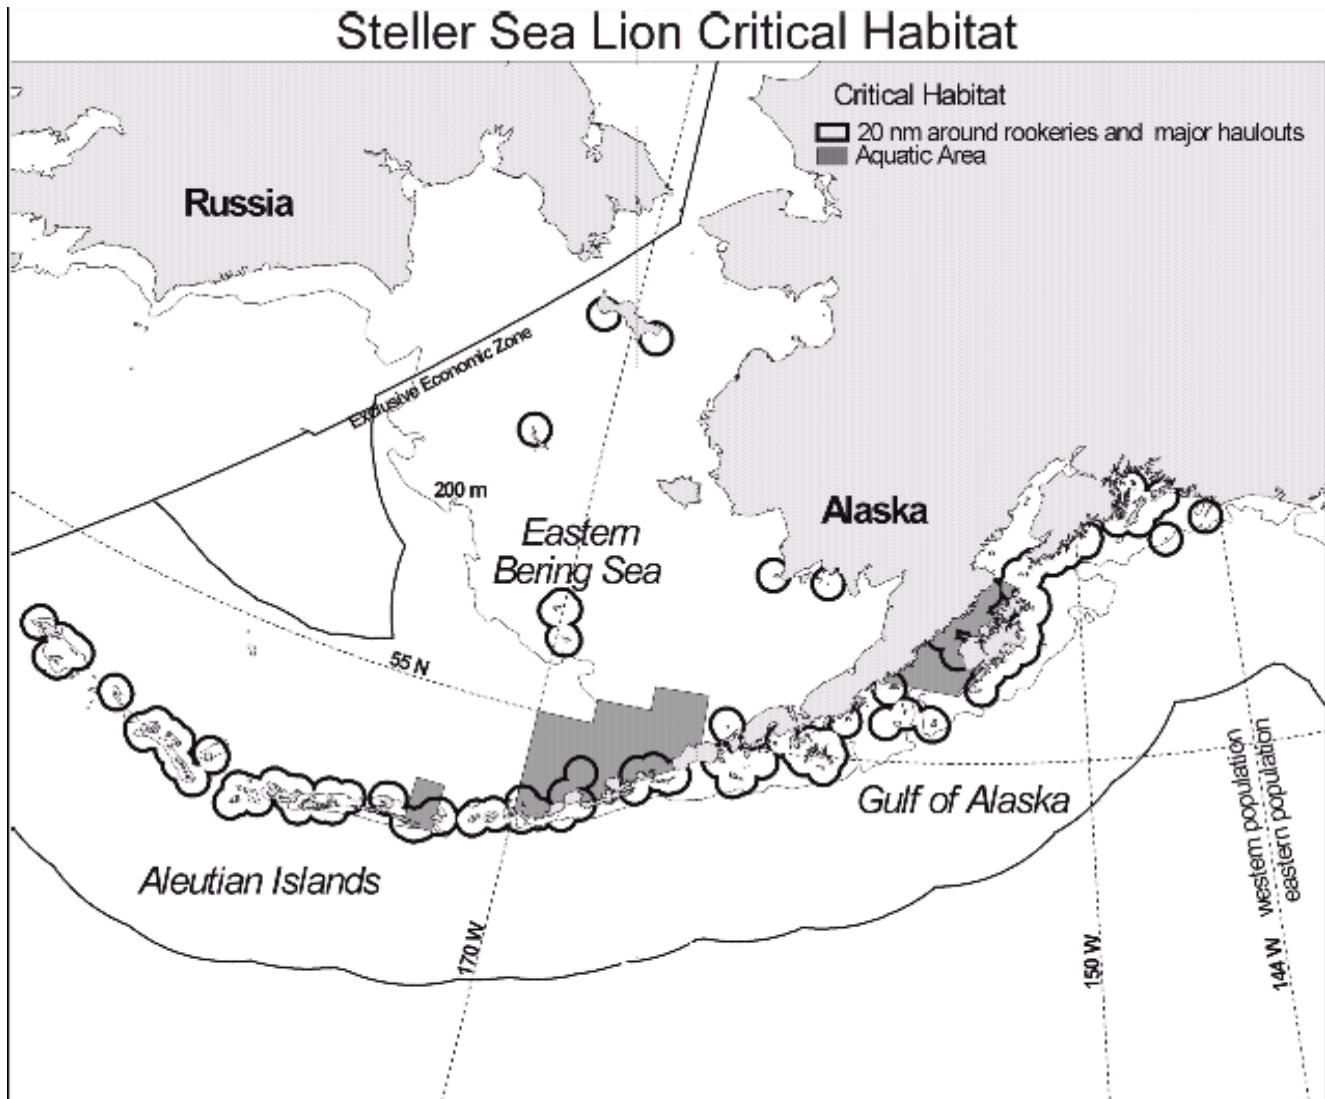 Steller Sea Lion Critical Habitat
Critical Habitat
20 nm around rookeries and major haulouts
Aquatic Area
Russia
Exclusive Economic Zone
200 m
Alaska
Eastern
Bering Sea
55 N
Gulf of Alaska
western population
eastern population
Aleutian Islands
170 W
150 W
144 W